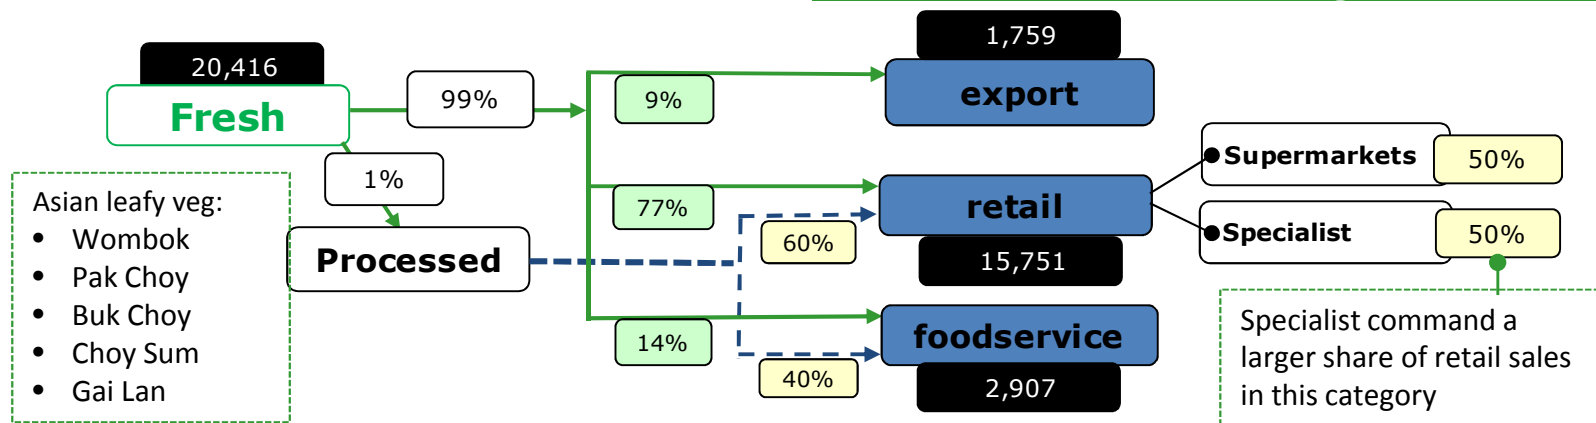 20,416
Fresh
99%
1%
Processed
Asian leafy veg:
• Wombok
• Pak Choy
• Buk Choy
• Choy Sum
• Gai Lan
9%
77%
14%
60%
40%
1,759
export
retail
15,751
foodservice
2,907
Supermarkets
50%
Specialist
50%
Specialist command a
larger share of retail sales
in this category